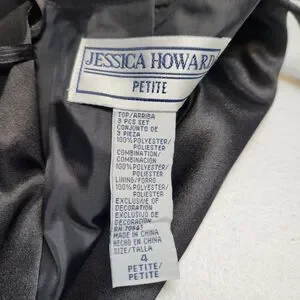 JESSICA HOWARD
PETITE
TOP/ARRIBA
3 PCS SET
CONJUNTO DE
3 PIEZA
100%POLYESTER/
POLIESTER
COMBINATION/
COMBINACION
100%POLYESTER/
POLIESTER
LINING/FORRO
100%POLYESTER/
POLIESTER
EXCLUSIVE OF
DECORATION
EXCLUSIJO DE
DECORACION
RN 70843
MADE IN CHINA
HECHO EN CHINA
SIZE/TALLA
4
PETITE/
PETITE